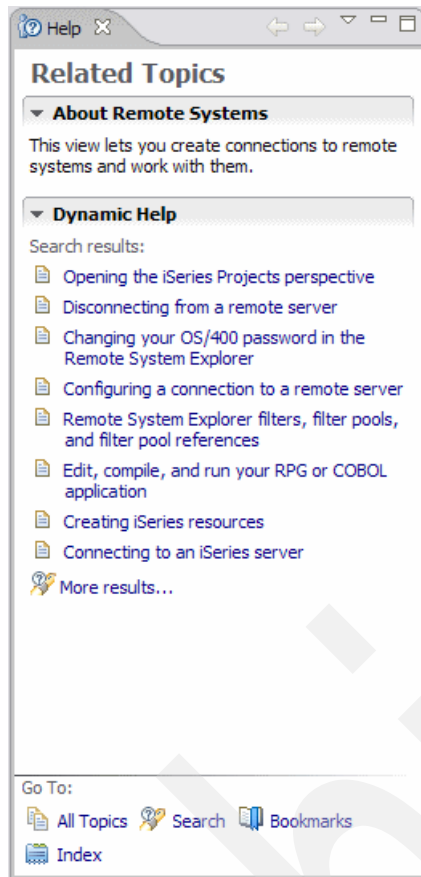 Help
Related Topics
About Remote Systems
This view lets you create connections to remote
systems and work with them.
Dynamic Help
Search results:
Opening the iSeries Projects perspective
Disconnecting from a remote server
Changing your OS/400 password in the
Remote System Explorer
Configuring a connection to a remote server
Remote System Explorer filters, filter pools,
and filter pool references
Edit, compile, and run your RPG or COBOL
application
Creating iSeries resources
Connecting to an iSeries server
More results...
Go To:
All Topics Search Bookmarks
Index